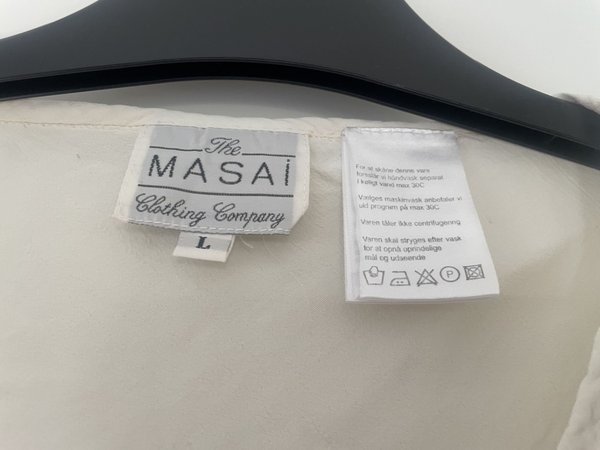 The
MASAi
Clothing Company
L
For at skåne denne vare
foreslår vi håndvask separat
i køligt vand max 30C
Vælges maskinvask anbefaler vi
uld program på max 30C
Varen tåler ikke centrifugering
Varen skal stryges efter vask
for at opnå oprindelige
mål og udseende
P